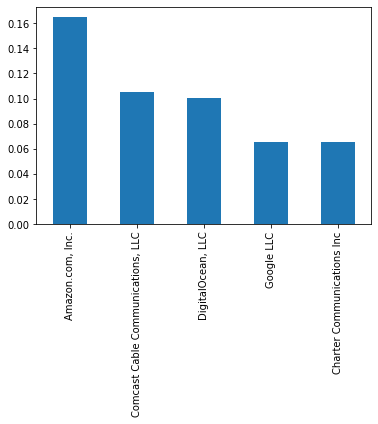 0.16
0.14
0.12
0.10
0.08
0.06
0.04
0.02
0.00
Amazon.com, Inc.
Comcast Cable Communications, LLC
DigitalOcean, LLC
Google LLC
Charter Communications Inc